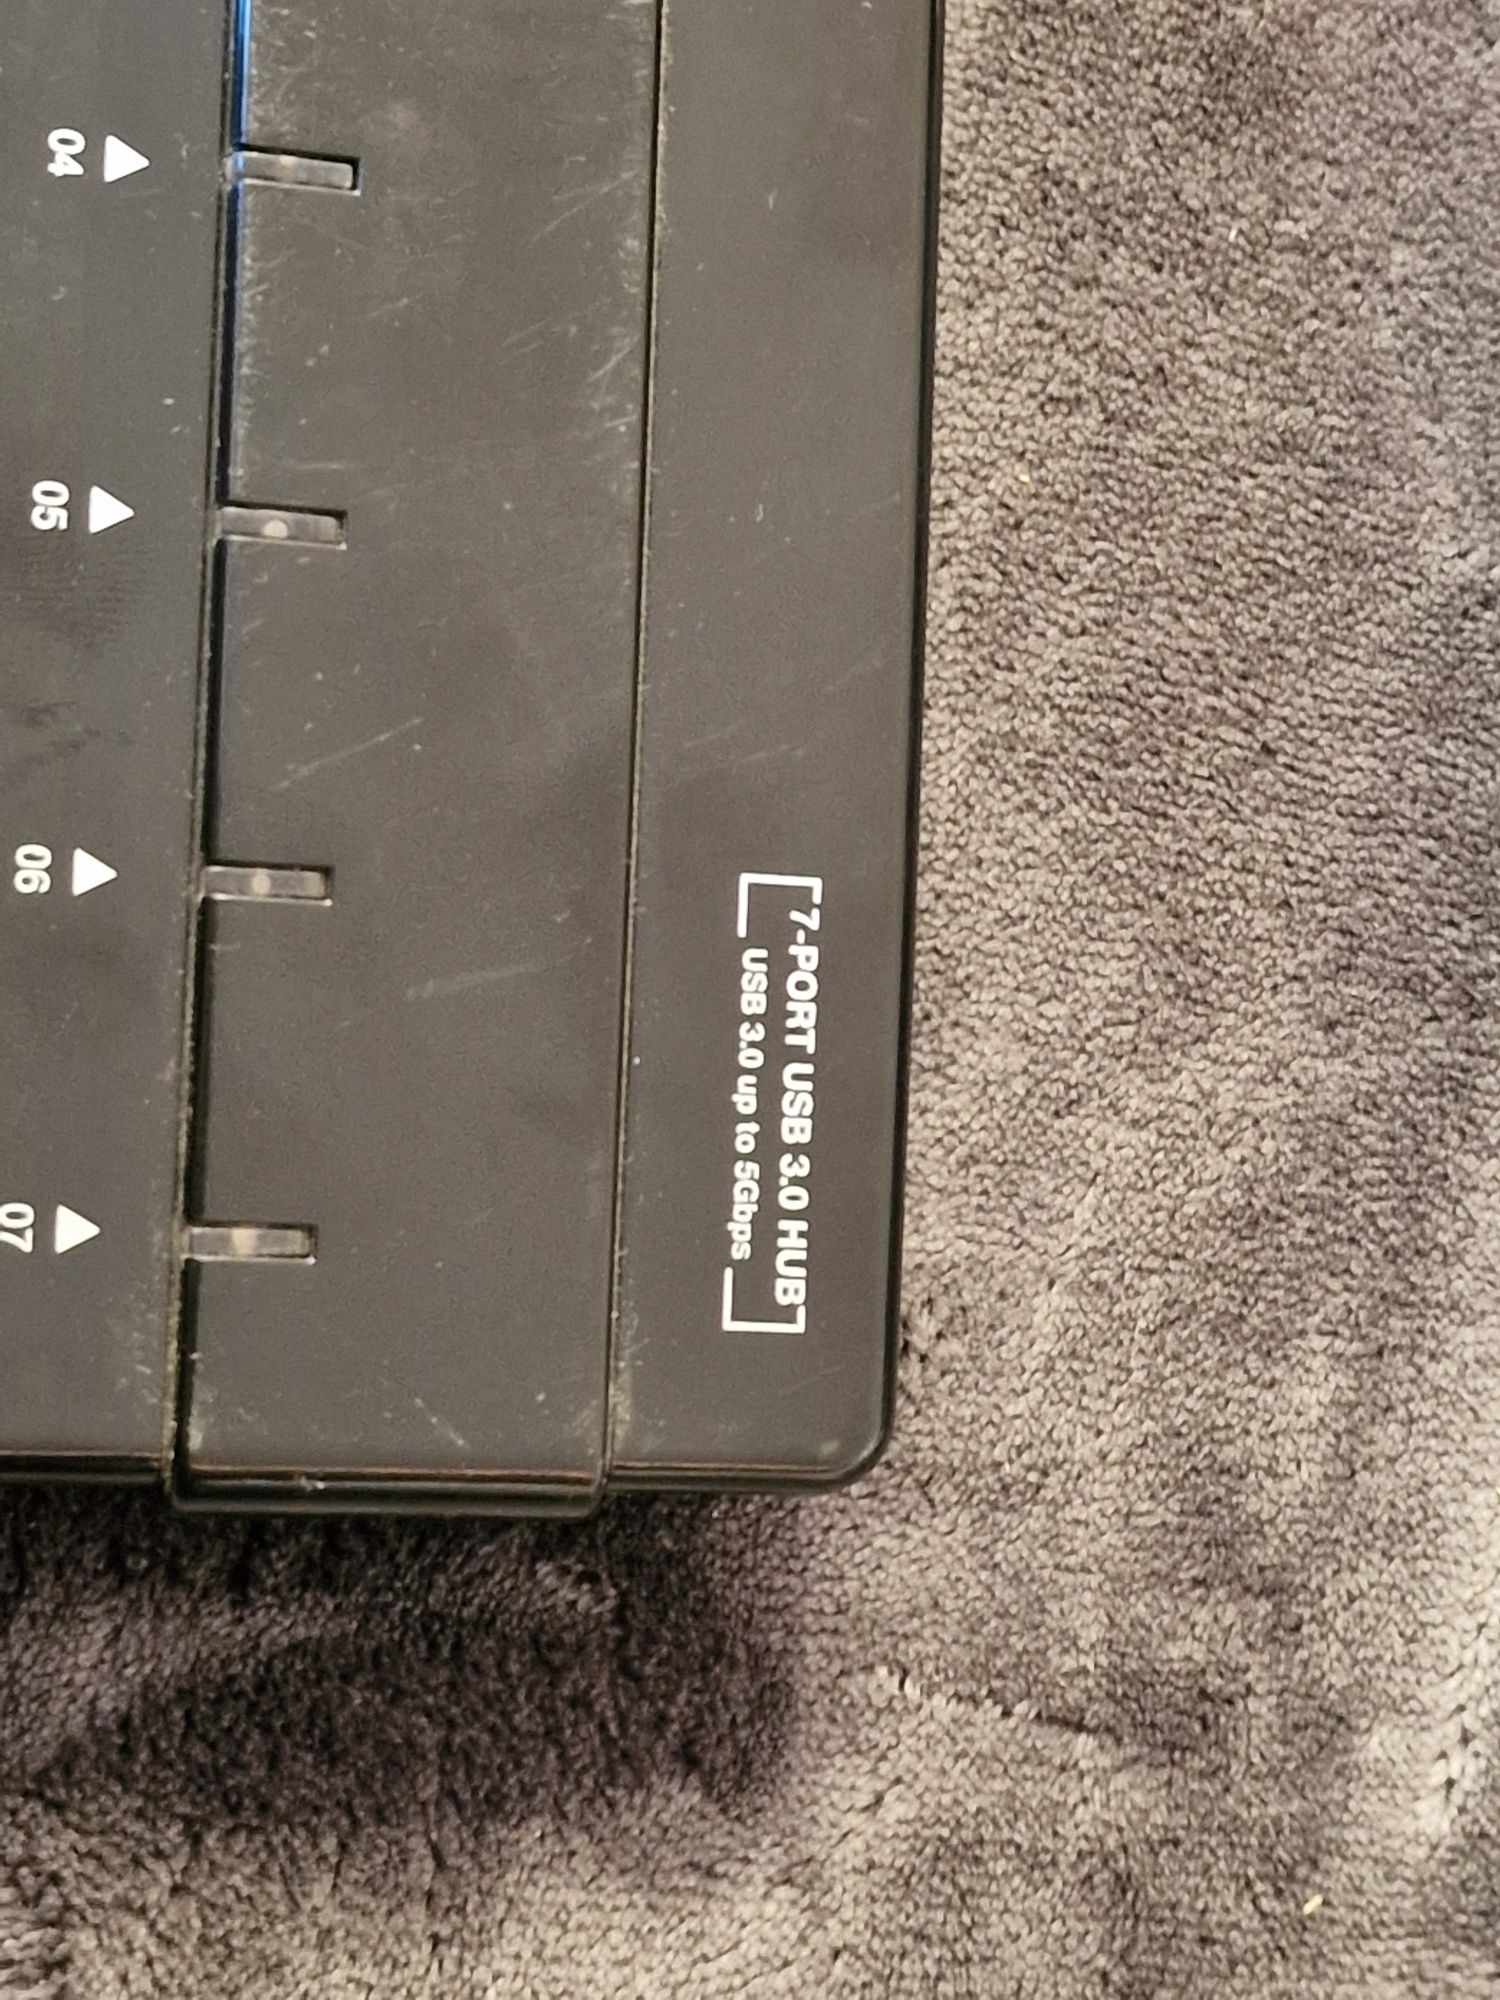 04
05
06
07
7-PORT USB 3.0 HUB
USB 3.0 up to 5Gbps